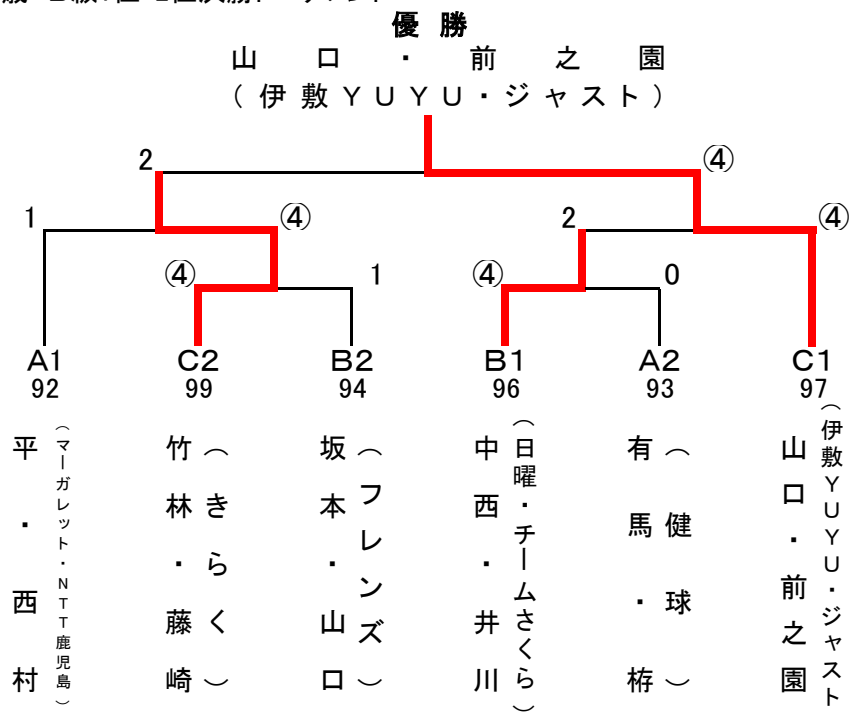 優勝
山口・前之園
(伊敷YUYU・ジャスト)
2 ④
1 ④ 2 ④
④ 1 ④ 0
A1 C2 B2 B1 A2 C1
92 99 94 96 93 97
平・西村
(マーガレット・NTT鹿児島)
竹林・藤崎
(きらくく)
坂本・山口
(フレンズ)
中西・井川
(日曜・チームさくら)
有馬・栫
(健球)
山口・前之園
(伊敷YUYU・ジャスト